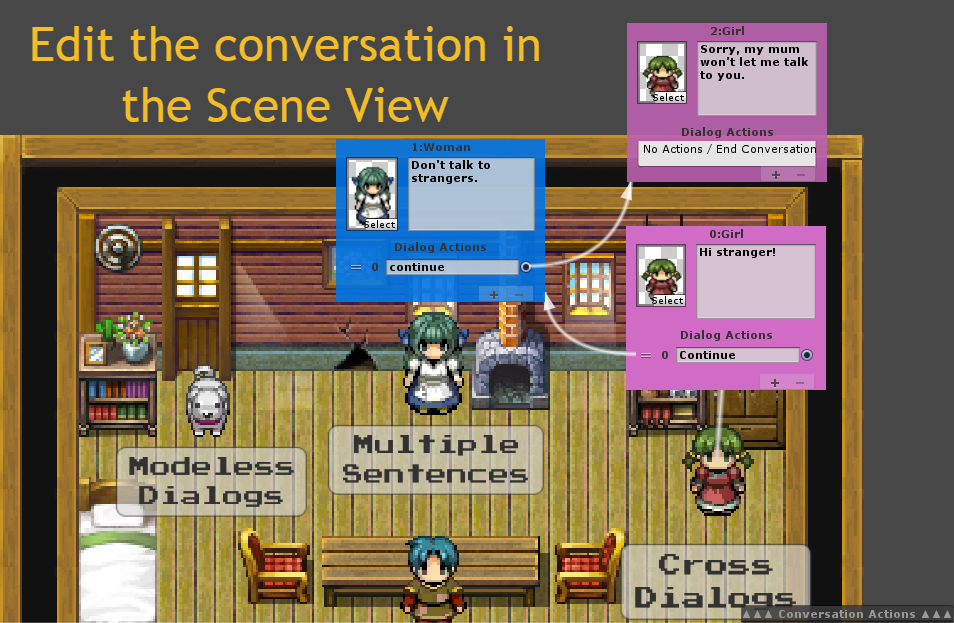 Edit the conversation in
the Scene View
2:Girl
Sorry, my mum
won't let me talk
to you.
Select
Dialog Actions
No Actions / End Conversation
+ −
1:Woman
Don't talk to
strangers.
Select
Dialog Actions
= 0 continue
+ −
0:Girl
Hi stranger!
Select
Dialog Actions
= 0 Continue
+ −
Modeless
Dialogs
Multiple
Sentences
Cross
Dialogs
▲ ▲ ▲ Conversation Actions ▲ ▲ ▲